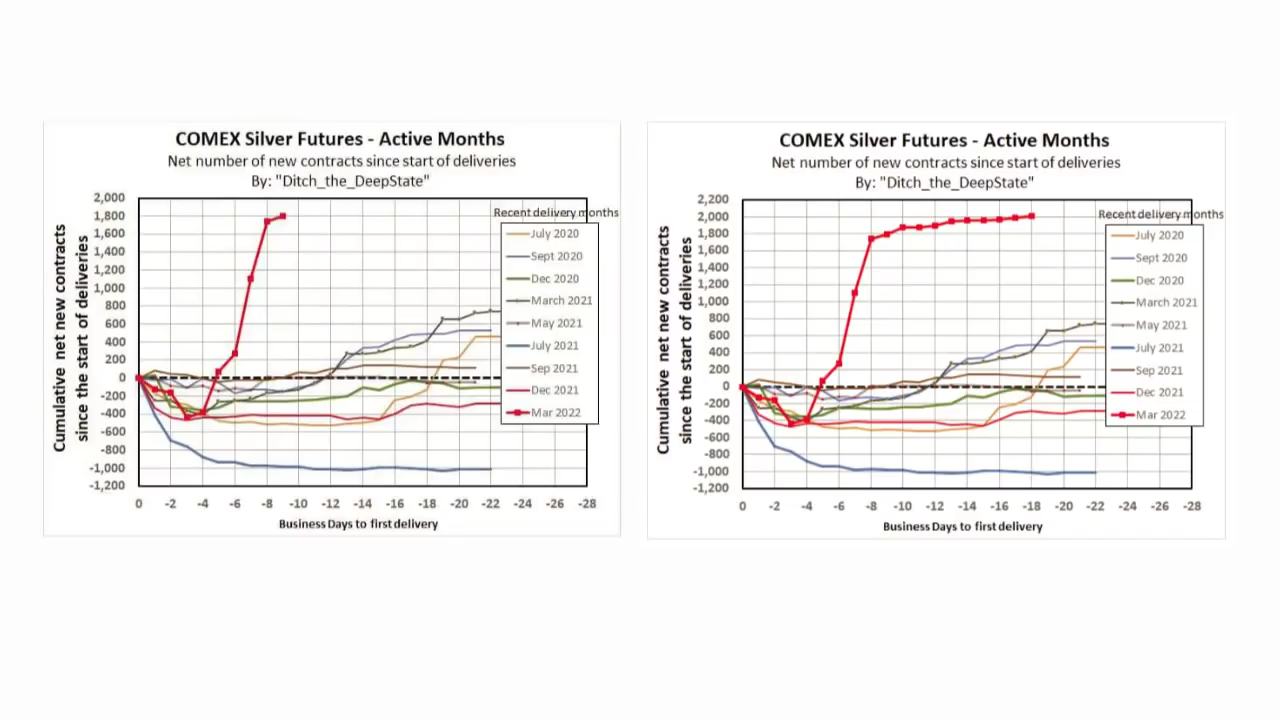 COMEX Silver Futures - Active Months
Net number of new contracts since start of deliveries
By: "Ditch_the_DeepState"
Cumulative net new contracts
since the start of deliveries
2,000
1,800
1,600
1,400
1,200
1,000
800
600
400
200
0
-200
-400
-600
-800
-1,000
-1,200
Recent delivery months
July 2020
Sept 2020
Dec 2020
March 2021
May 2021
July 2021
Sep 2021
Dec 2021
Mar 2022
0 -2 -4 -6 -8 -10 -12 -14 -16 -18 -20 -22 -24 -26 -28
Business Days to first delivery
COMEX Silver Futures - Active Months
Net number of new contracts since start of deliveries
By: "Ditch_the_DeepState"
Cumulative net new contracts
since the start of deliveries
2,200
2,000
1,800
1,600
1,400
1,200
1,000
800
600
400
200
0
-200
-400
-600
-800
-1,000
-1,200
Recent delivery months
July 2020
Sept 2020
Dec 2020
March 2021
May 2021
July 2021
Sep 2021
Dec 2021
Mar 2022
0 -2 -4 -6 -8 -10 -12 -14 -16 -18 -20 -22 -24 -26 -28
Business Days to first delivery